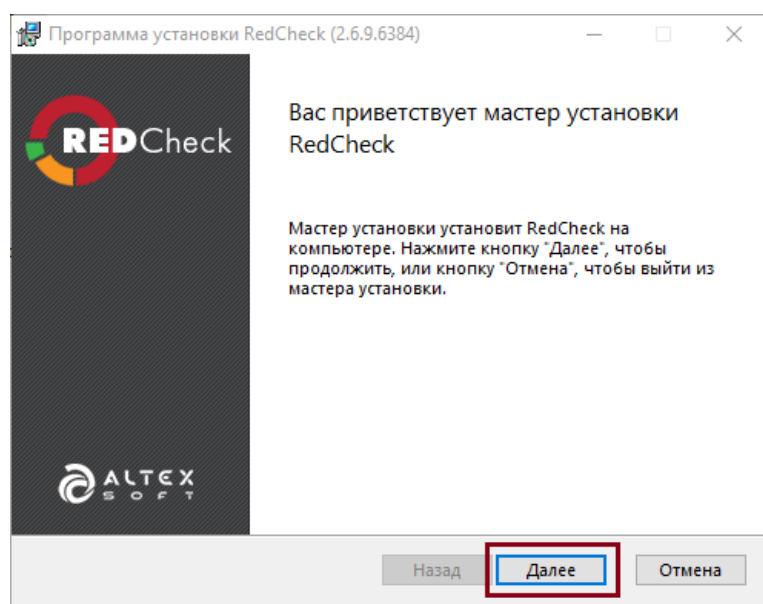 Программа установки RedCheck (2.6.9.6384)
REDCheck
Вас приветствует мастер установки
RedCheck
Мастер установки установит RedCheck на
компьютере. Нажмите кнопку "Далее", чтобы
продолжить, или кнопку "Отмена", чтобы выйти из
мастера установки.
ALTEX
SOFT
Назад
Далее
Отмена